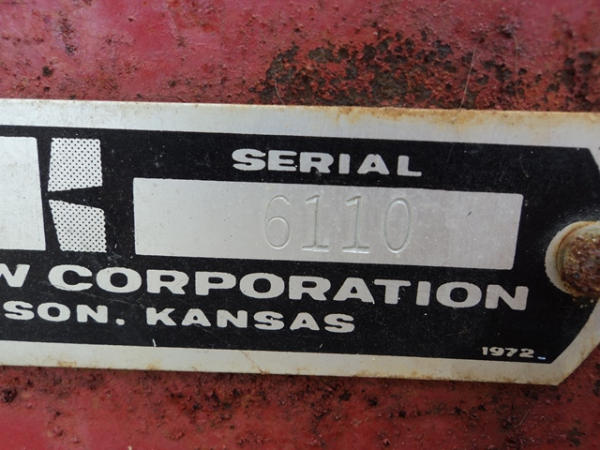 SERIAL
6110
W CORPORATION
SON. KANSAS
1972